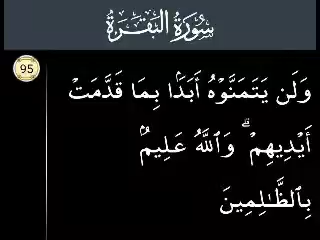 سُورَةُ البَقَرَةِ
95
وَلَن يَتَمَنَّوْهُ أَبَدَۢا بِمَا قَدَّمَتْ
أَيْدِيهِمْ ۗ وَٱللَّهُ عَلِيمٌۢ
بِٱلظَّـٰلِمِينَ